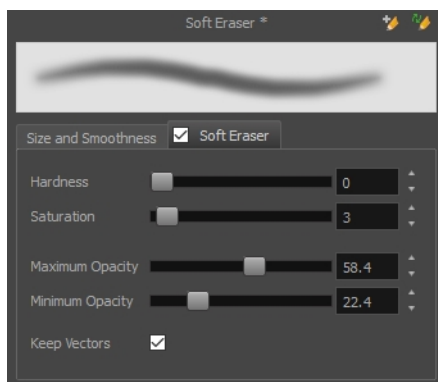 Soft Eraser *
Size and Smoothness Soft Eraser
Hardness 0
Saturation 3
Maximum Opacity 58.4
Minimum Opacity 22.4
Keep Vectors